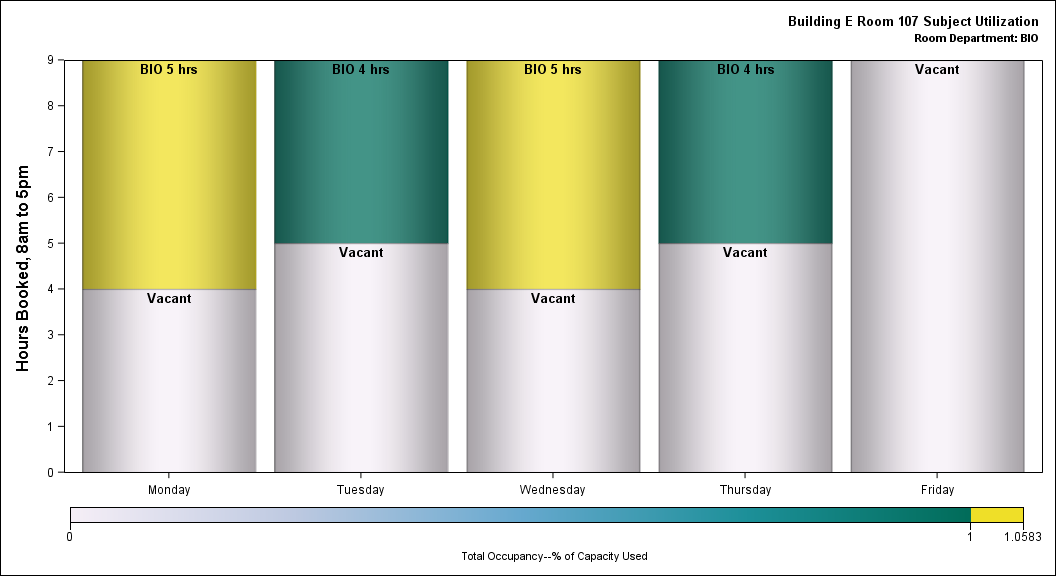 Building E Room 107 Subject Utilization
Room Department: BIO
Hours Booked, 8am to 5pm
9
8
7
6
5
4
3
2
1
0
BIO 5 hrs
Vacant
BIO 4 hrs
Vacant
BIO 5 hrs
Vacant
BIO 4 hrs
Vacant
Vacant
Monday Tuesday Wednesday Thursday Friday
0 1 1.0583
Total Occupancy--% of Capacity Used